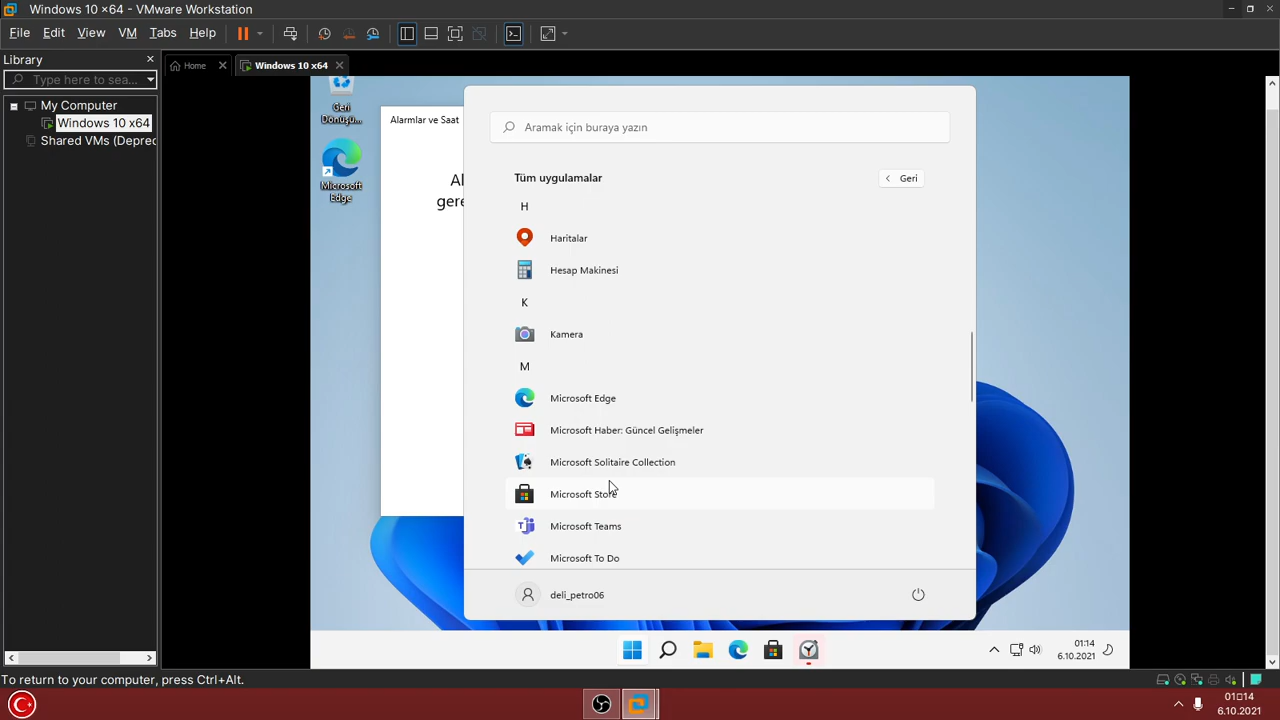 Windows 10 ×64 - VMware Workstation
File Edit View VM Tabs Help
Library
Type here to sea...
My Computer
Windows 10 x64
Shared VMs (Deprec
Home
Windows 10 x64
Geri
Dönüşü...
Microsoft
Edge
Alarmlar ve Saat
Al
gere
Aramak için buraya yazın
Tüm uygulamalar
Geri
H
Haritalar
Hesap Makinesi
K
Kamera
M
Microsoft Edge
Microsoft Haber: Güncel Gelişmeler
Microsoft Solitaire Collection
Microsoft Store
Microsoft Teams
Microsoft To Do
deli_petro06
01:14
6.10.2021
To return to your computer, press Ctrl+Alt.
01□14
6.10.2021